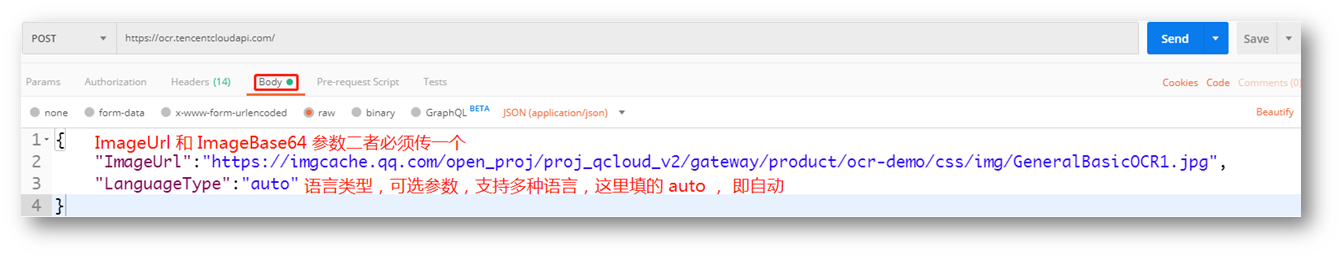 POST https://ocr.tencentcloudapi.com/ Send Save
Params Authorization Headers (14) Body Pre-request Script Tests Cookies Code Comments (0)
none form-data x-www-form-urlencoded raw binary GraphQL BETA JSON (application/json) Beautify
1 { ImageUrl 和 ImageBase64 参数二者必须传一个
2 "ImageUrl":"https://imgcache.qq.com/open_proj/proj_qcloud_v2/gateway/product/ocr-demo/css/img/GeneralBasicOCR1.jpg",
3 "LanguageType":"auto" 语言类型，可选参数，支持多种语言，这里填的 auto ， 即自动
4 }